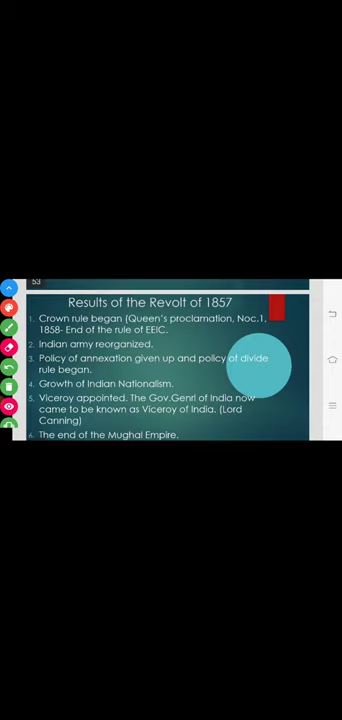 53
Results of the Revolt of 1857
1. Crown rule began (Queen's proclamation, Noc.1,
1858- End of the rule of EEIC.
2. Indian army reorganized.
3. Policy of annexation given up and policy of divide
rule began.
4. Growth of Indian Nationalism.
5. Viceroy appointed. The Gov.Genrl of India now
came to be known as Viceroy of India. (Lord
Canning)
6. The end of the Mughal Empire.